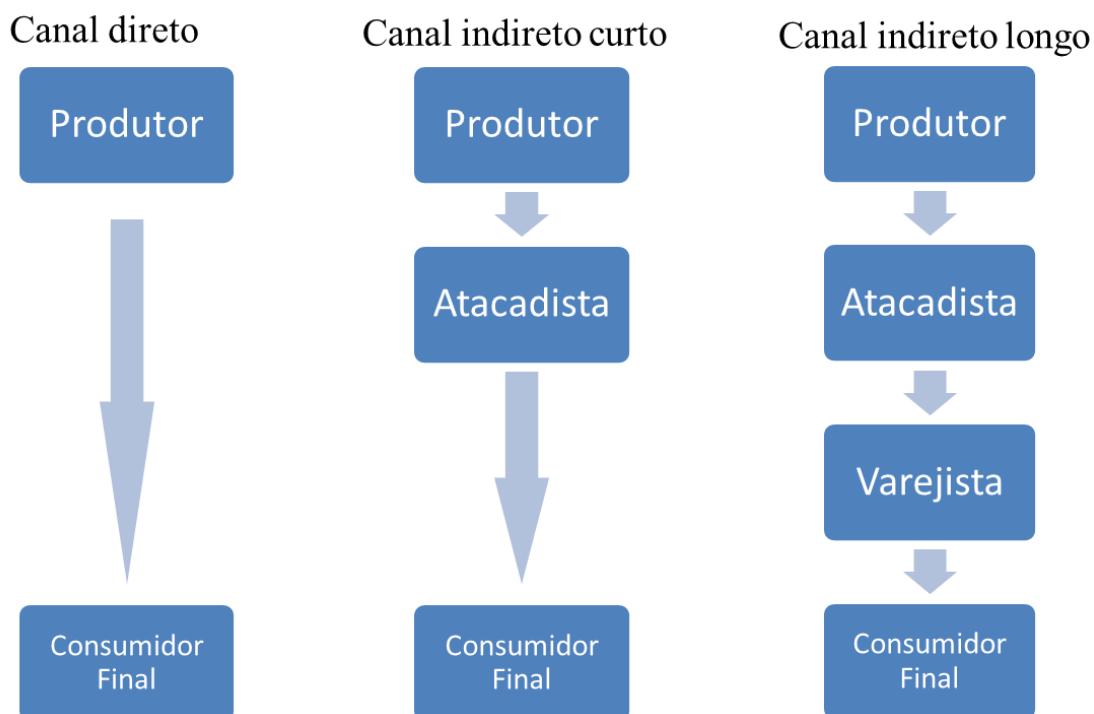 Canal direto
Produtor
Consumidor
Final
Canal indireto curto
Produtor
Atacadista
Consumidor
Final
Canal indireto longo
Produtor
Atacadista
Varejista
Consumidor
Final